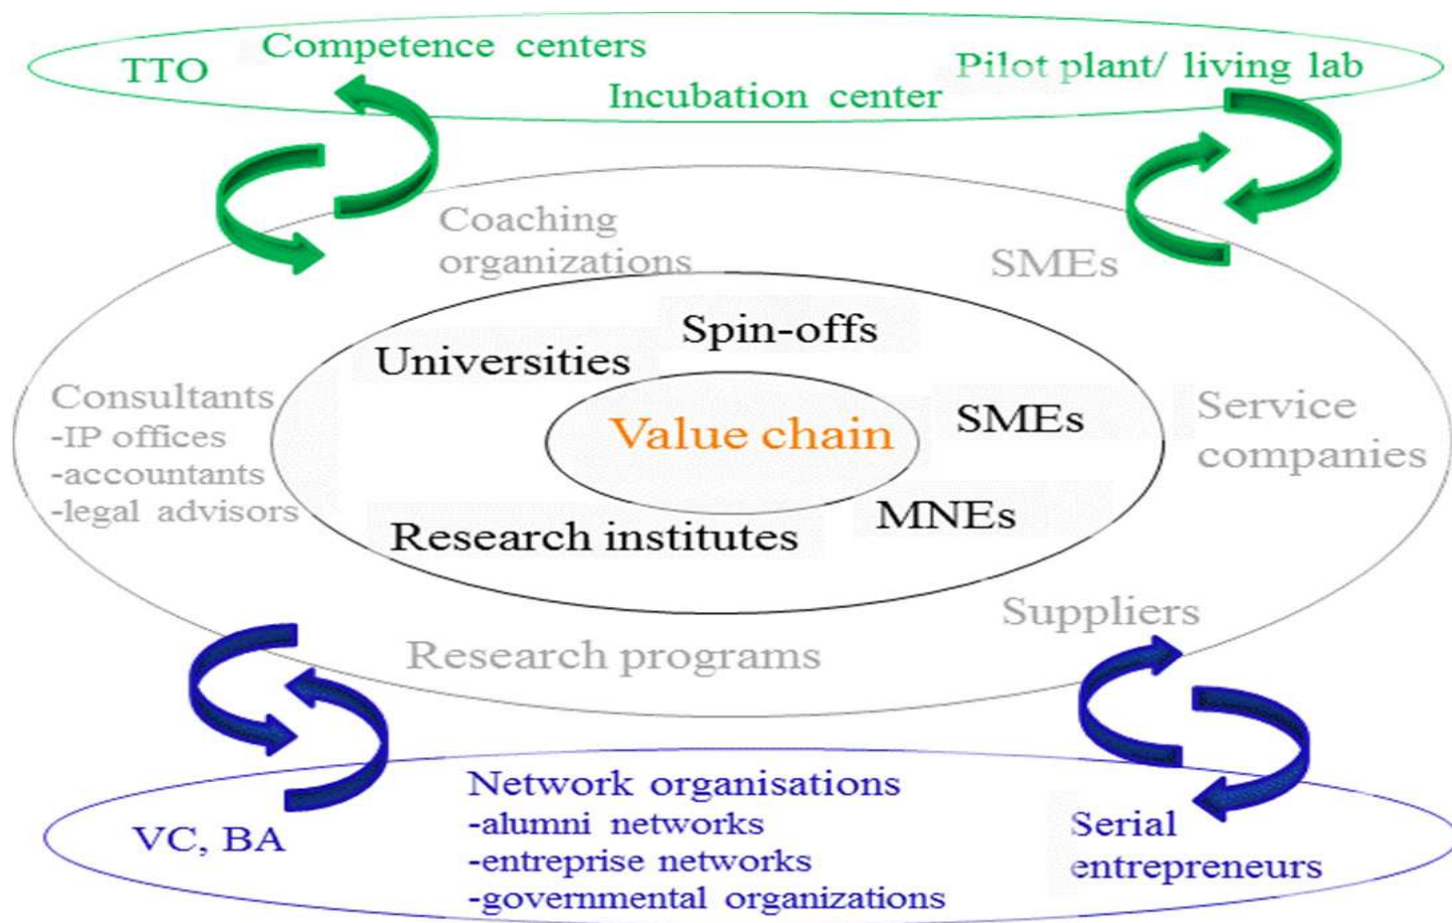 Competence centers
TTO
Pilot plant/ living lab
Incubation center
Coaching
organizations
SMEs
Spin-offs
Universities
Consultants
-IP offices
-accountants
-legal advisors
Value chain
SMEs
Service
companies
MNEs
Research institutes
Suppliers
Research programs
VC, BA
Network organisations
-alumni networks
-entreprise networks
-governmental organizations
Serial
entrepreneurs